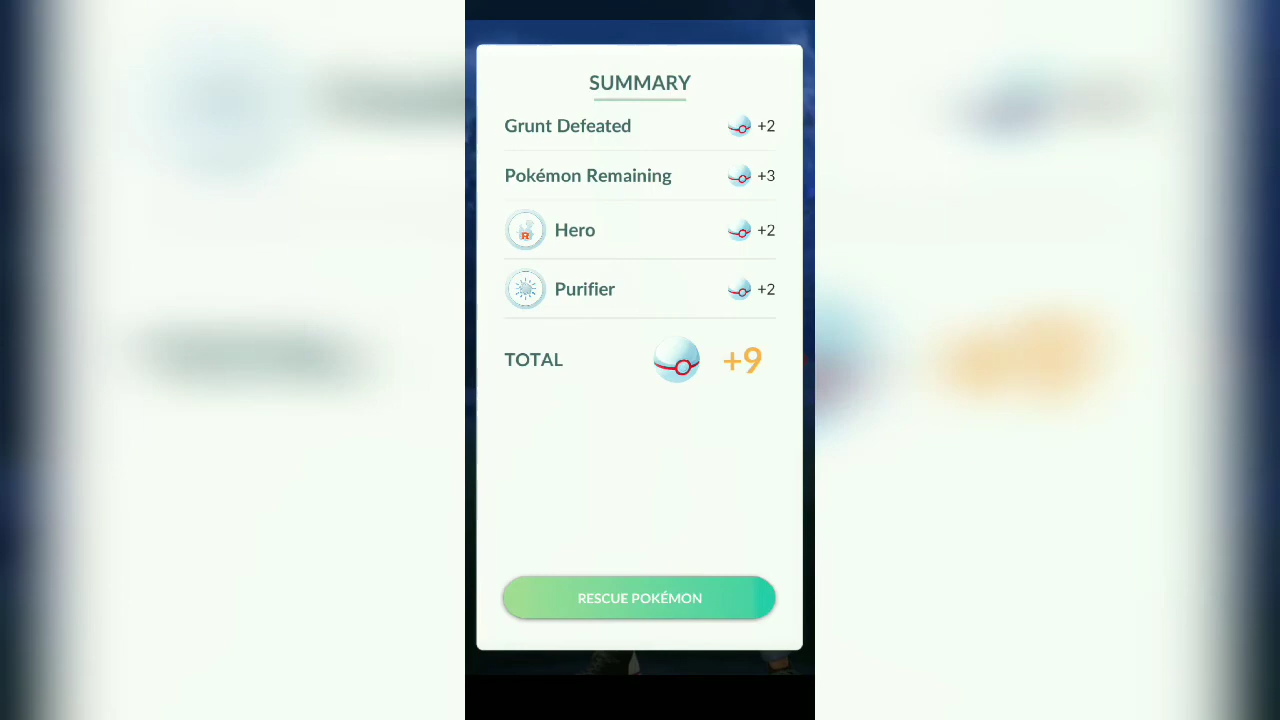 SUMMARY
Grunt Defeated +2
Pokémon Remaining +3
R
Hero +2
Purifier +2
TOTAL +9
RESCUE POKÉMON